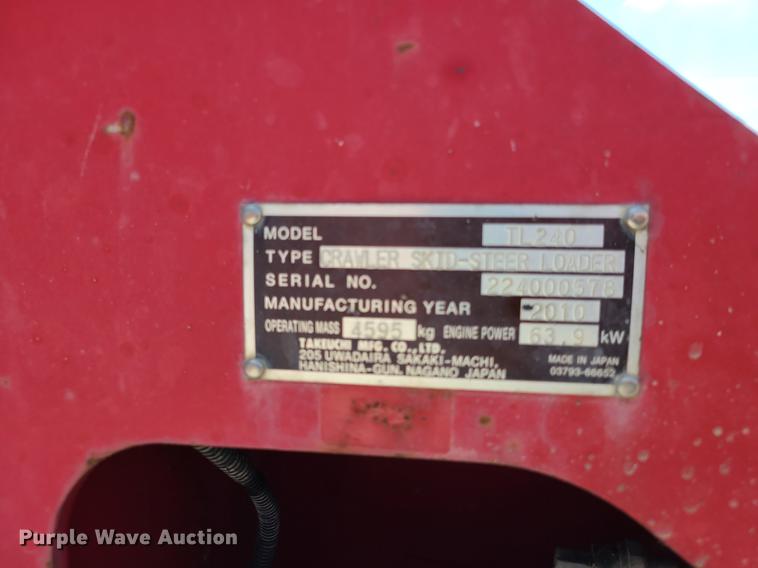 MODEL TL240
TYPE CRAWLER SKID-STEER LOADER
SERIAL NO. 224000578
MANUFACTURING YEAR 2010
OPERATING MASS 4595 kg ENGINE POWER 63.9 kW
TAKEUCHI MFG. CO., LTD.
205 UWADAIRA SAKAKI-MACHI,
HANISHINA-GUN. NAGANO JAPAN
MADE IN JAPAN
03793-66652
Purple Wave Auction®